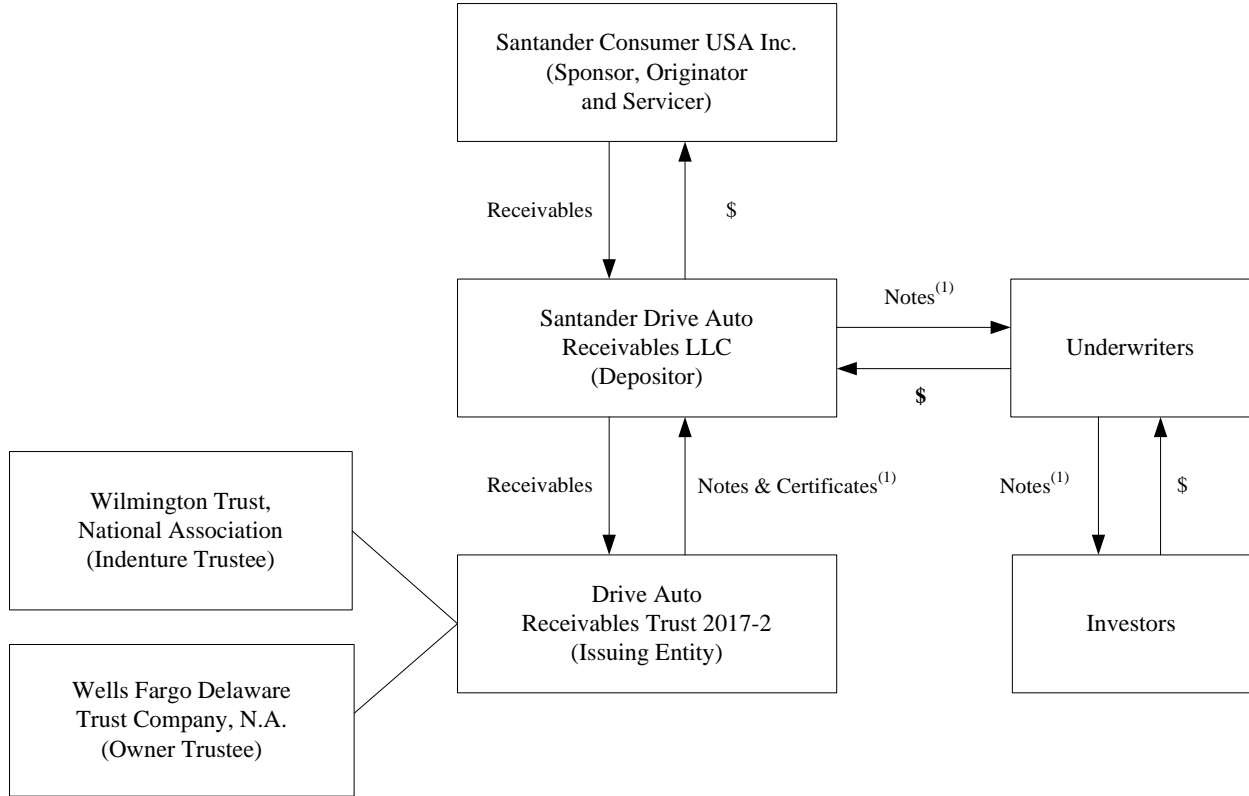 Santander Consumer USA Inc.
(Sponsor, Originator
and Servicer)
Receivables
$
Santander Drive Auto
Receivables LLC
(Depositor)
Notes(1)
$
Underwriters
Receivables
Notes & Certificates(1)
Notes(1)
$
Wilmington Trust,
National Association
(Indenture Trustee)
Drive Auto
Receivables Trust 2017-2
(Issuing Entity)
Investors
Wells Fargo Delaware
Trust Company, N.A.
(Owner Trustee)